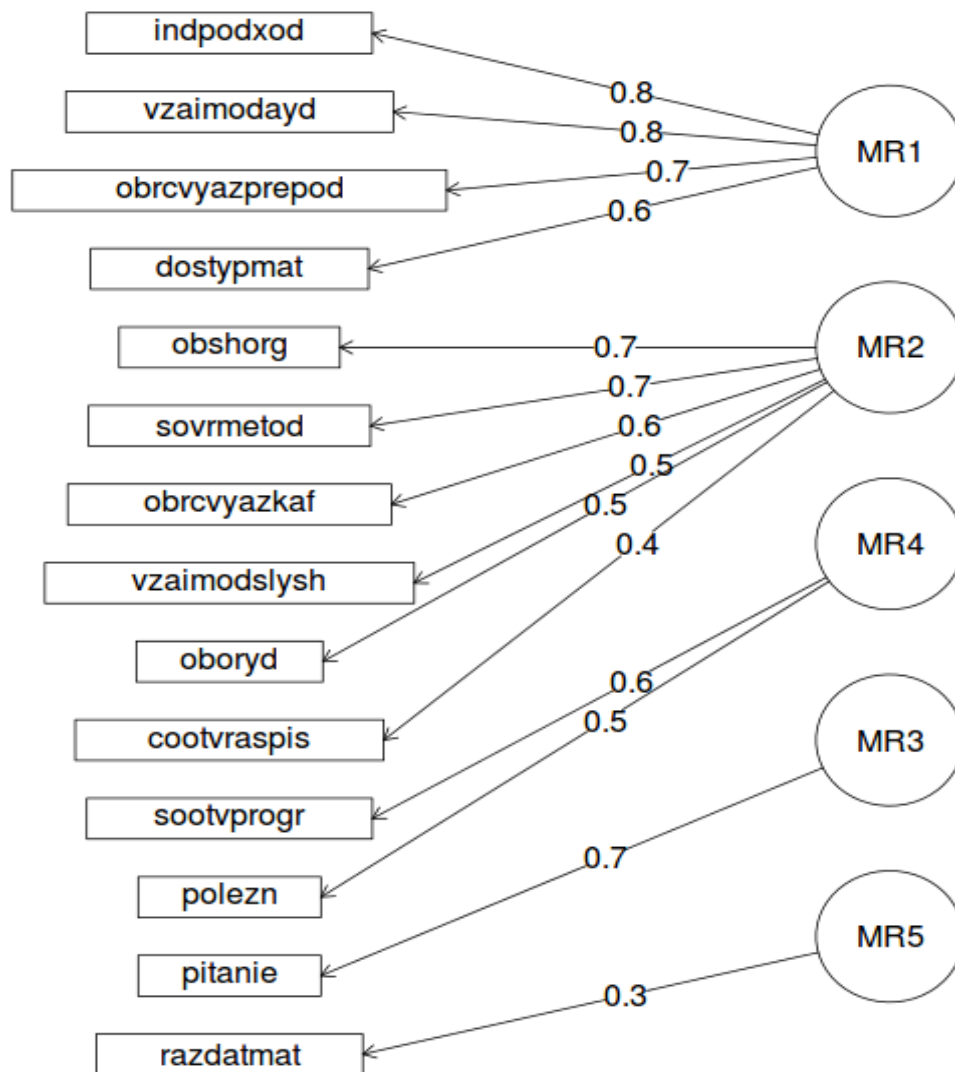 indpodxod
0.8
vzaimodayd
0.8
MR1
obrcvyazprepod
0.7
0.6
dostypmat
obshorg
0.7
MR2
sovrmetod
0.7
0.6
obrcvyazkaf
0.5
0.5
MR4
0.4
vzaimodslysh
oboryd
0.6
cootvraspis
0.5
MR3
sootvprogr
0.7
polezn
MR5
pitanie
0.3
razdatmat